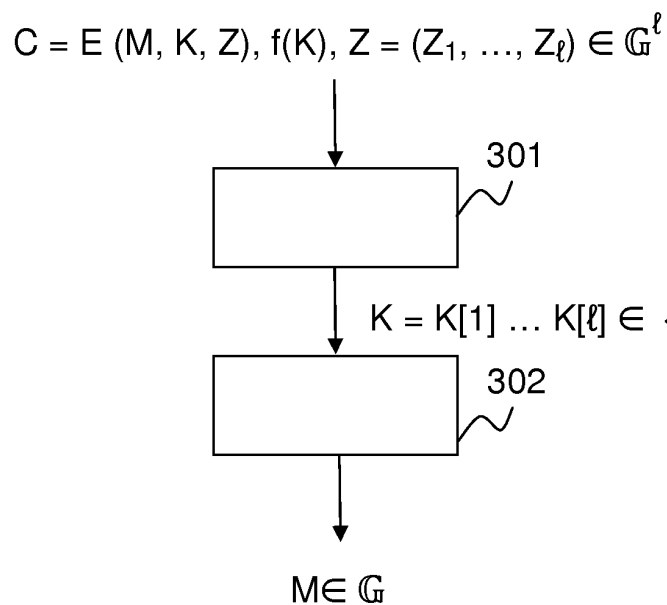 C = E (M, K, Z), f(K), Z = (Z₁, ..., Zℓ) ∈ 𝔾ℓ
301
K = K[1] ... K[ℓ] ∈
302
M∈ 𝔾